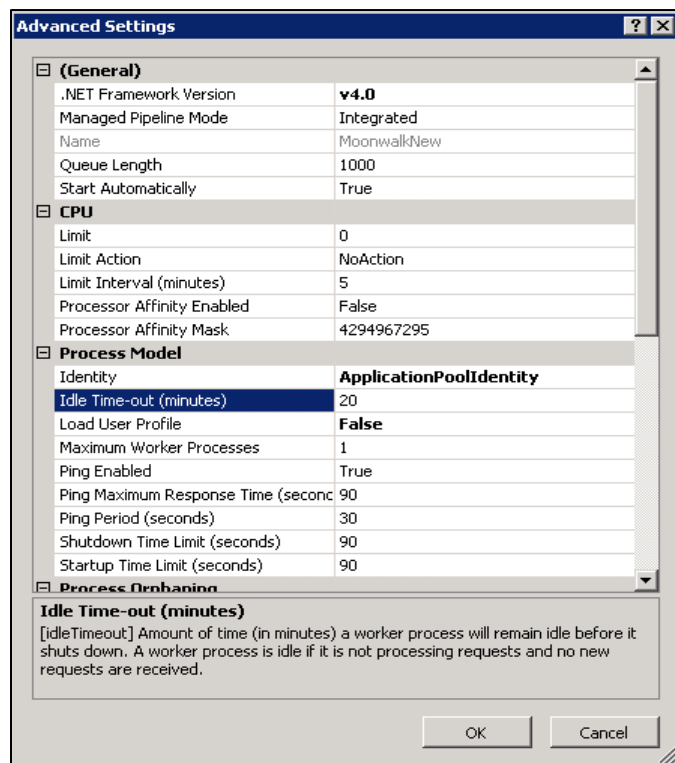 Advanced Settings
(General)
.NET Framework Version v4.0
Managed Pipeline Mode Integrated
Name MoonwalkNew
Queue Length 1000
Start Automatically True
CPU
Limit 0
Limit Action NoAction
Limit Interval (minutes) 5
Processor Affinity Enabled False
Processor Affinity Mask 4294967295
Process Model
Identity ApplicationPoolIdentity
Idle Time-out (minutes) 20
Load User Profile False
Maximum Worker Processes 1
Ping Enabled True
Ping Maximum Response Time (secon 90
Ping Period (seconds) 30
Shutdown Time Limit (seconds) 90
Startup Time Limit (seconds) 90
Process Orphaning
Idle Time-out (minutes)
[idleTimeout] Amount of time (in minutes) a worker process will remain idle before it
shuts down. A worker process is idle if it is not processing requests and no new
requests are received.
OK Cancel